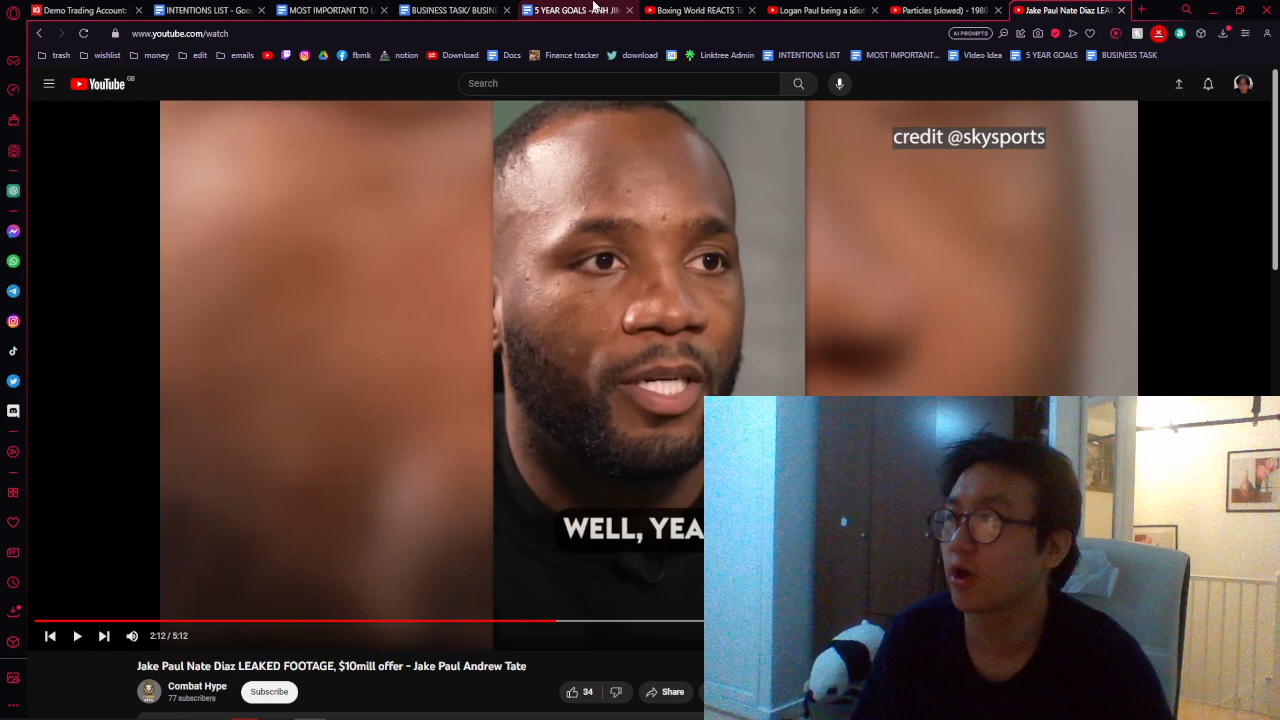 Demo Trading Account:
INTENTIONS LIST - Goo
MOST IMPORTANT TO L
BUSINESS TASK/BUSIN
5 YEAR GOALS - ANH JIM
Boxing World REACTS
Logan Paul being a idiot
Particles (slowed) - 1980
Jake Paul Nate Diaz LEA
www.youtube.com/watch
AI PROMPTS
trash
wishlist
money
edit
emails
fbmk
notion
Download
Docs
Finance tracker
download
Linktree Admin
INTENTIONS LIST
MOST IMPORTANT...
VIdeo Idea
5 YEAR GOALS
BUSINESS TASK
YouTube GB
Search
credit @skysports
WELL, YEA
2:12 / 5:12
Jake Paul Nate Diaz LEAKED FOOTAGE, $10mill offer - Jake Paul Andrew Tate
Combat Hype
77 subscribers
Subscribe
34
Share